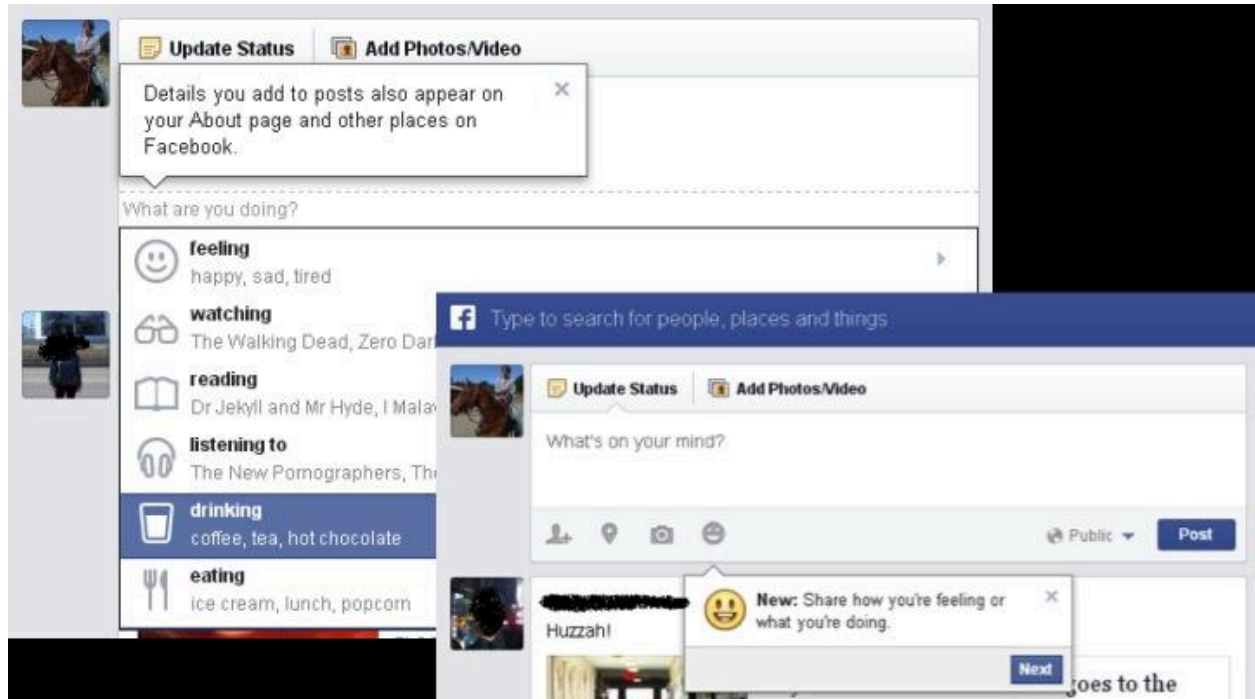 Update Status
Add Photos/Video
Details you add to posts also appear on
your About page and other places on
Facebook.
What are you doing?
feeling
happy, sad, tired
watching
The Walking Dead, Zero Dar
reading
Dr Jekyll and Mr Hyde, I Mala
listening to
The New Pornographers, Th
drinking
coffee, tea, hot chocolate
eating
ice cream, lunch, popcorn
Type to search for people, places and things
Update Status
Add Photos/Video
What's on your mind?
Public
Post
New: Share how you're feeling or
what you're doing.
Next
Huzzah!
goes to the